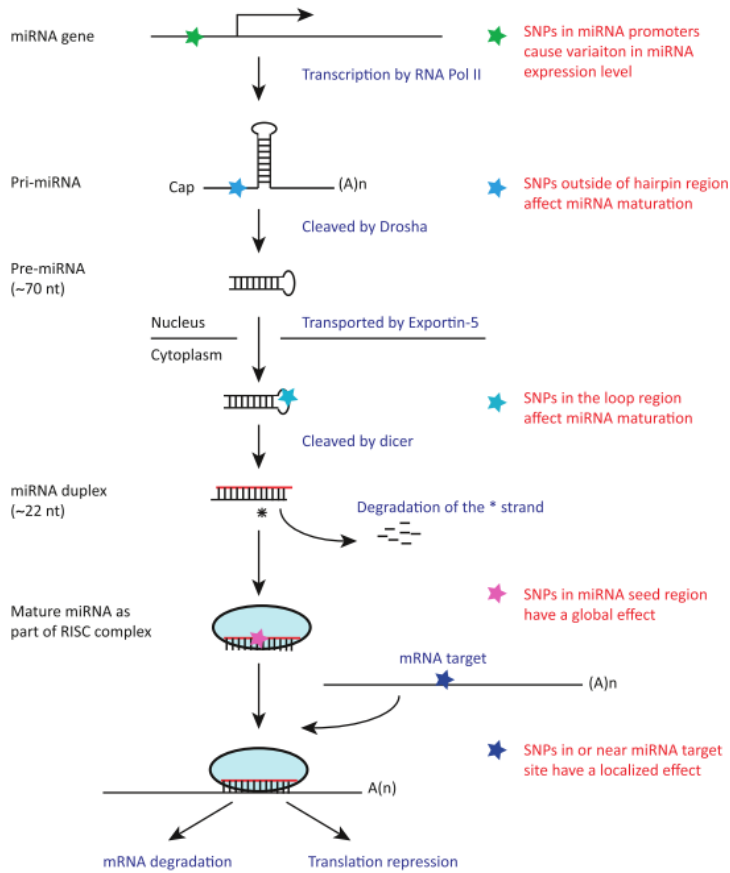 miRNA gene
SNPs in miRNA promoters
cause variaiton in miRNA
expression level
Transcription by RNA Pol II
Pri-miRNA
Cap
(A)n
SNPs outside of hairpin region
affect miRNA maturation
Cleaved by Drosha
Pre-miRNA
(~70 nt)
Nucleus
Transported by Exportin-5
Cytoplasm
SNPs in the loop region
affect miRNA maturation
Cleaved by dicer
miRNA duplex
(~22 nt)
*
Degradation of the * strand
SNPs in miRNA seed region
have a global effect
Mature miRNA as
part of RISC complex
mRNA target
(A)n
SNPs in or near miRNA target
site have a localized effect
A(n)
mRNA degradation
Translation repression